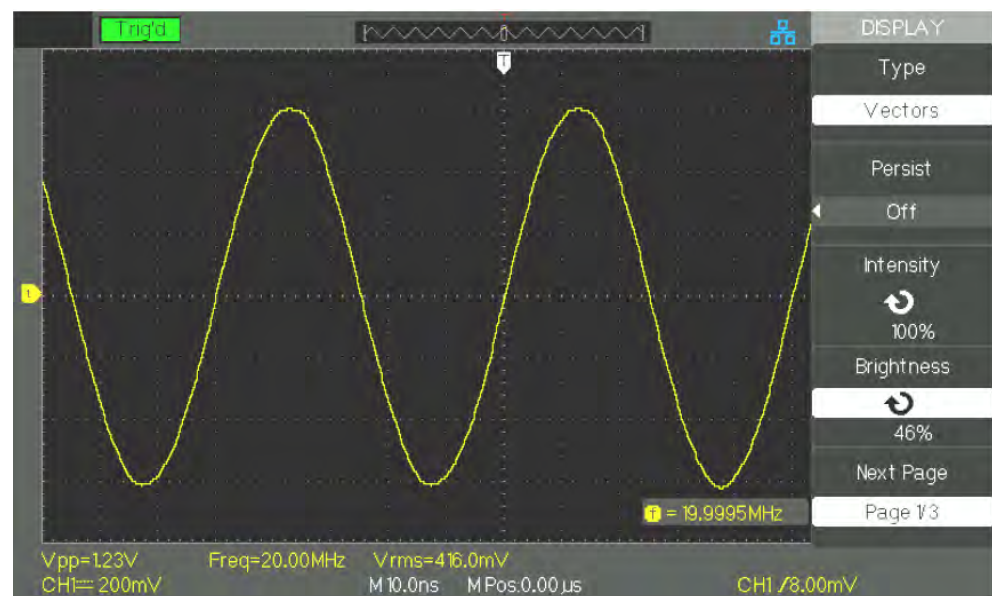 Trig'd
T
DISPLAY
Type
Vectors
Persist
Off
Intensity
100%
Brightness
46%
Next Page
Page 1/3
1
f = 19.9995MHz
Vpp=1.23V Freq=20.00MHz Vrms=416.0mV
CH1 200mV M 10.0ns M Pos:0.00µs CH1 /8.00mV